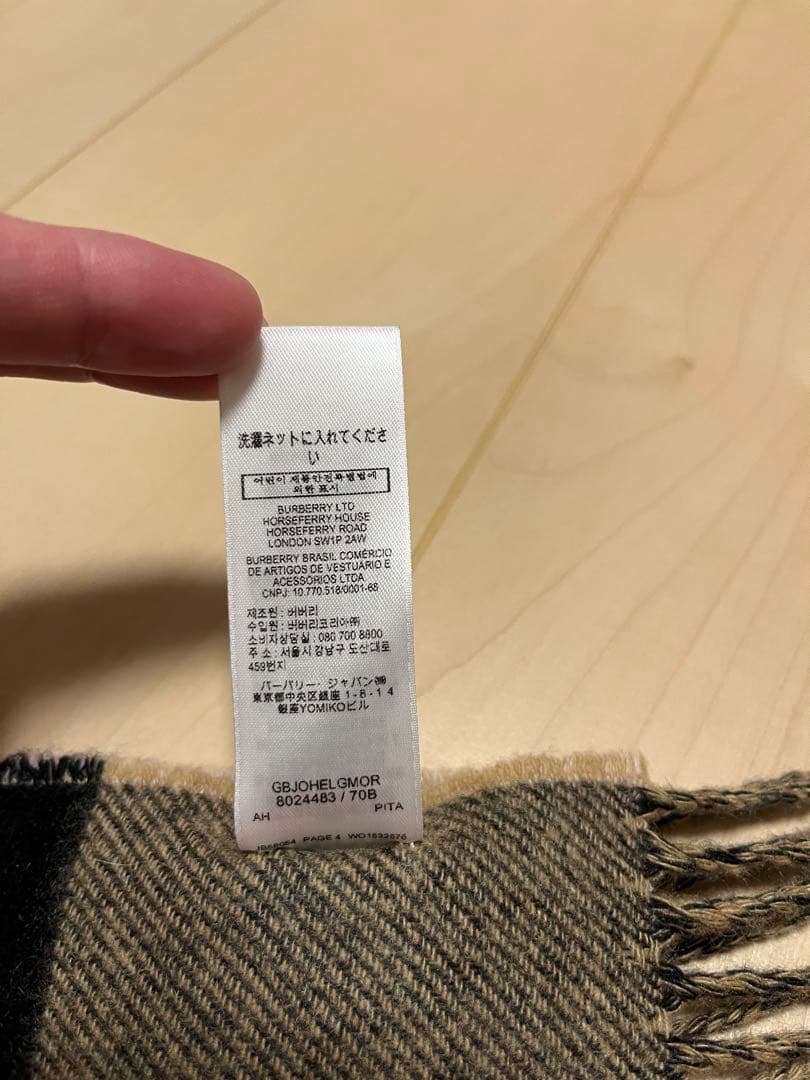 洗濯ネットに入れてくださ
い
어린이제품안전특별법에
의한 표시
BURBERRY LTD
HORSEFERRY HOUSE
HORSEFERRY ROAD
LONDON SW1P 2AW
BURBERRY BRASIL COMÉRCIO
DE ARTIGOS DE VESTUÁRIO E
ACESSÓRIOS LTDA
CNPJ: 10.770.518/0001-68
제조원 : 버버리
수입원 : 버버리코리아㈜
소비자상담실 : 080 700 8800
주 소 : 서울시 강남구 도산대로
459번지
バーバリー・ジャパン㈱
東京都中央区銀座 1-8-14
銀座YOMIKOビル
GBJOHELGMOR
8024483 / 70B
AH PITA
PAGE 4